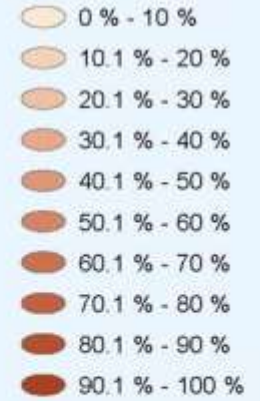 0 % - 10 %
10.1 % - 20 %
20.1 % - 30 %
30.1 % - 40 %
40.1 % - 50 %
50.1 % - 60 %
60.1 % - 70 %
70.1 % - 80 %
80.1 % - 90 %
90.1 % - 100 %